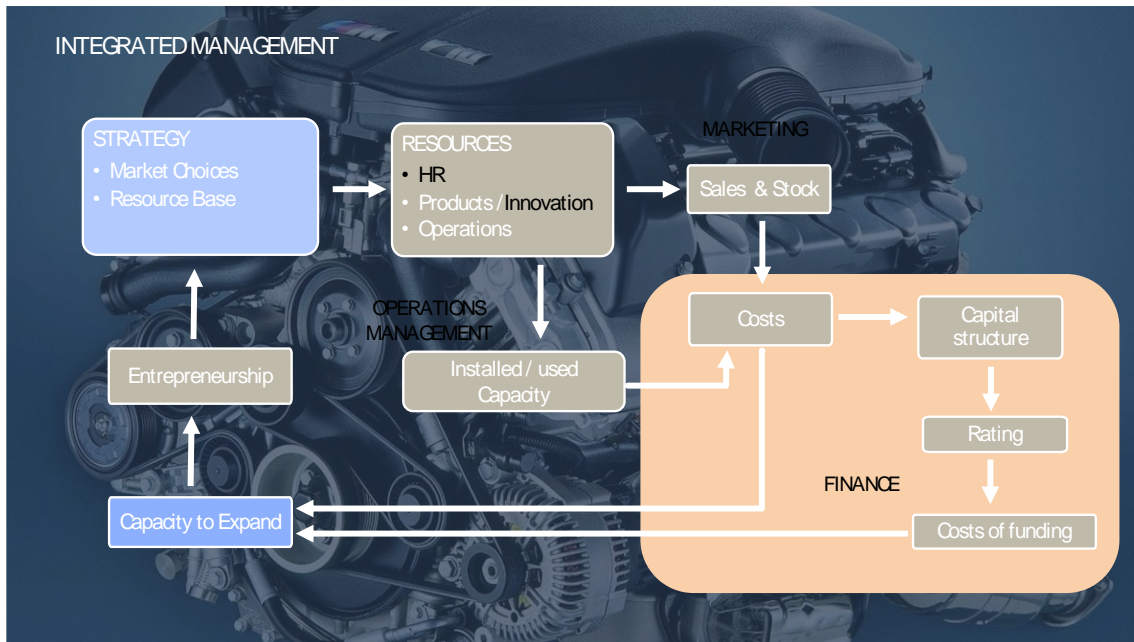 INTEGRATED MANAGEMENT
STRATEGY
• Market Choices
• Resource Base
RESOURCES
• HR
• Products / Innovation
• Operations
MARKETING
Sales & Stock
OPERATIONS
MANAGEMENT
Installed / used
Capacity
Costs
Capital
structure
Entrepreneurship
Rating
FINANCE
Capacity to Expand
Costs of funding